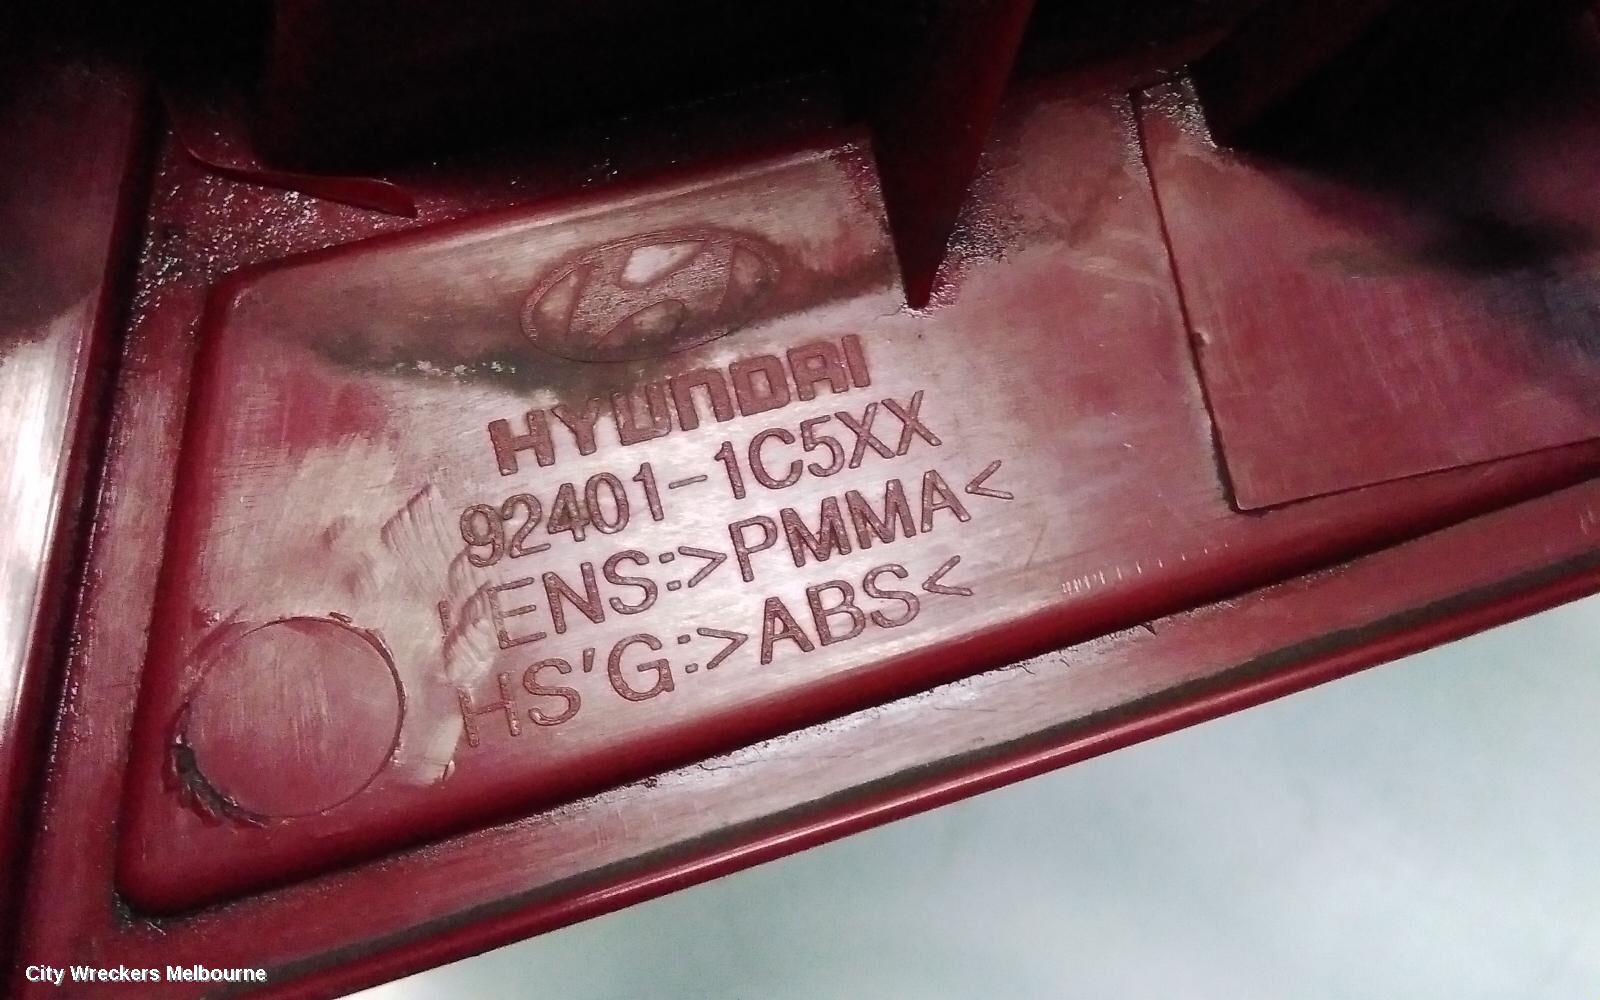 HYUNDAI
92401-1C5XX
LENS:>PMMA<
HS'G:>ABS<
City Wreckers Melbourne